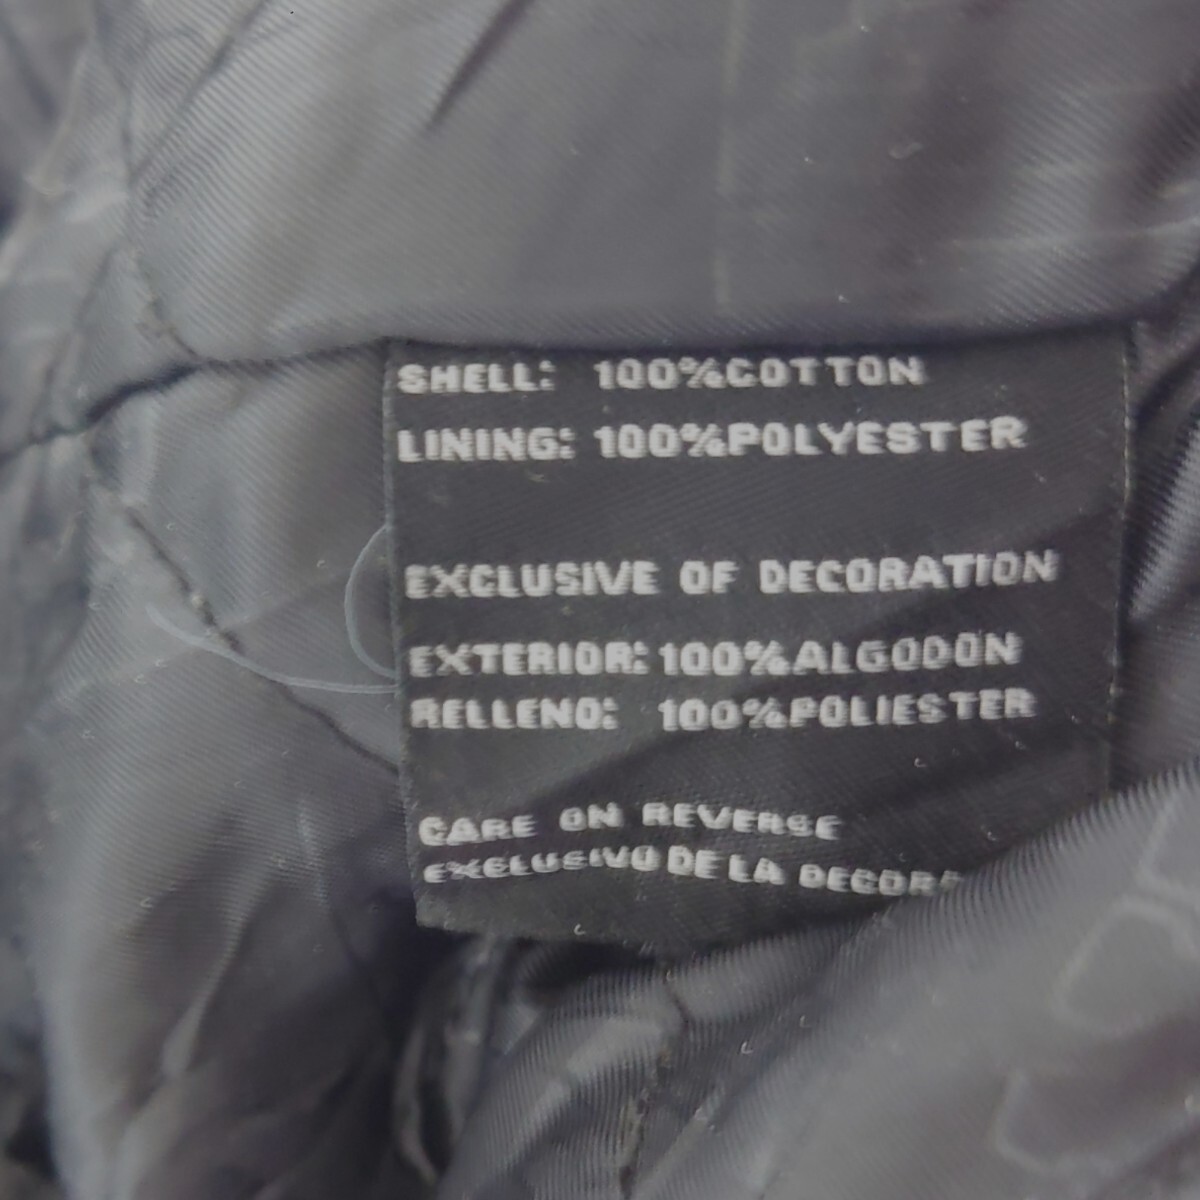 SHELL: 100%COTTON
LINING: 100%POLYESTER
EXCLUSIVE OF DECORATION
EXTERIOR: 100%ALGODON
RELLENO: 100%POLIESTER
CARE ON REVERSE
EXCLUSIVO DE LA